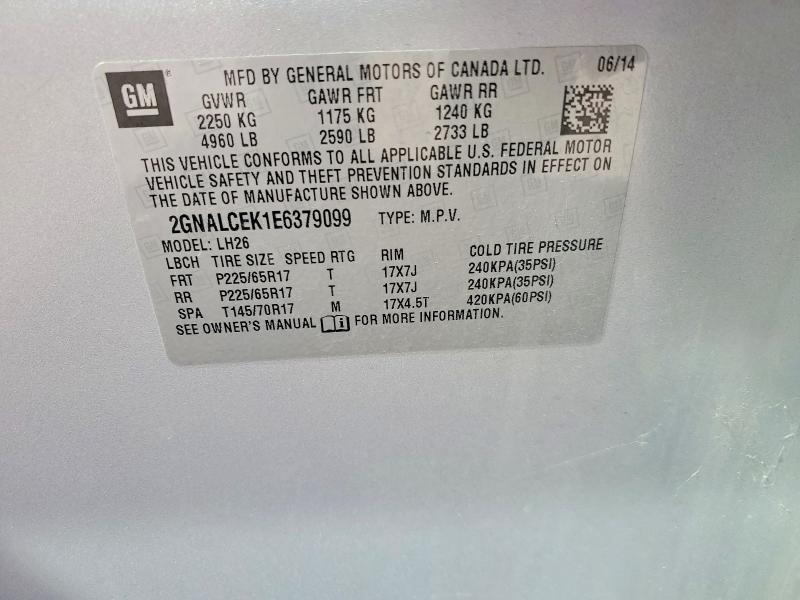 GM
MFD BY GENERAL MOTORS OF CANADA LTD. 06/14
GVWR GAWR FRT GAWR RR
2250 KG 1175 KG 1240 KG
4960 LB 2590 LB 2733 LB
THIS VEHICLE CONFORMS TO ALL APPLICABLE U.S. FEDERAL MOTOR
VEHICLE SAFETY AND THEFT PREVENTION STANDARDS IN EFFECT ON
THE DATE OF MANUFACTURE SHOWN ABOVE.
2GNALCEK1E6379099 TYPE: M.P.V.
MODEL: LH26
LBCH TIRE SIZE SPEED RTG RIM COLD TIRE PRESSURE
FRT P225/65R17 T 17X7J 240KPA(35PSI)
RR P225/65R17 T 17X7J 240KPA(35PSI)
SPA T145/70R17 M 17X4.5T 420KPA(60PSI)
SEE OWNER'S MANUAL FOR MORE INFORMATION.